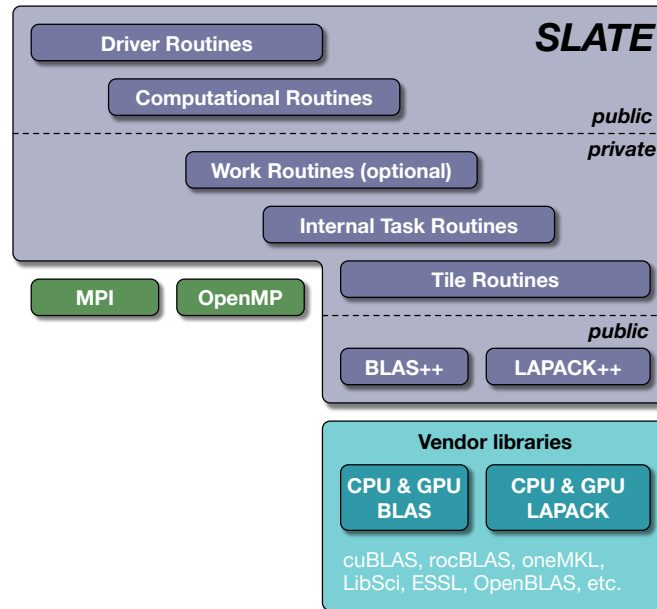 SLATE
Driver Routines
Computational Routines
public
private
Work Routines (optional)
Internal Task Routines
Tile Routines
MPI
OpenMP
public
BLAS++
LAPACK++
Vendor libraries
CPU & GPU
BLAS
CPU & GPU
LAPACK
cuBLAS, rocBLAS, oneMKL,
LibSci, ESSL, OpenBLAS, etc.